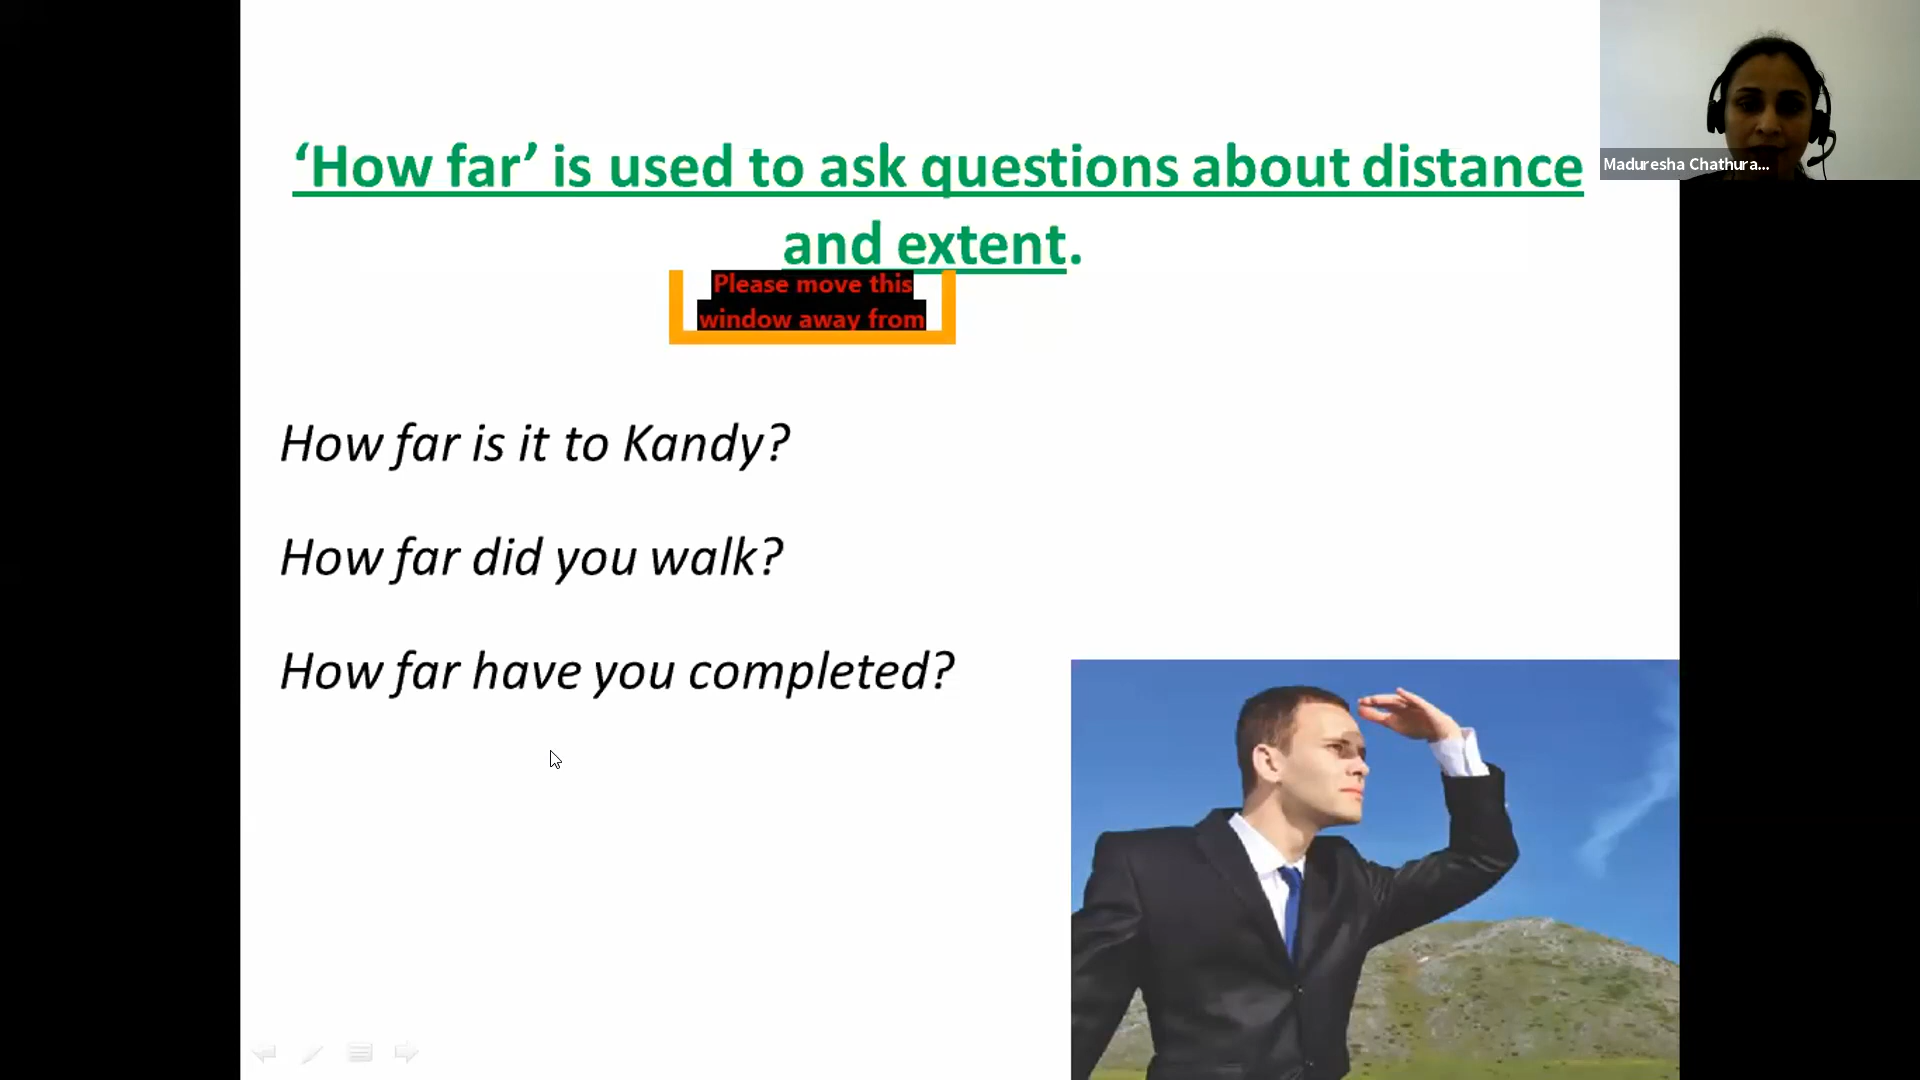 ‘How far’ is used to ask questions about distance
and extent.
Please move this
window away from
How far is it to Kandy?
How far did you walk?
How far have you completed?
Maduresha Chathura...